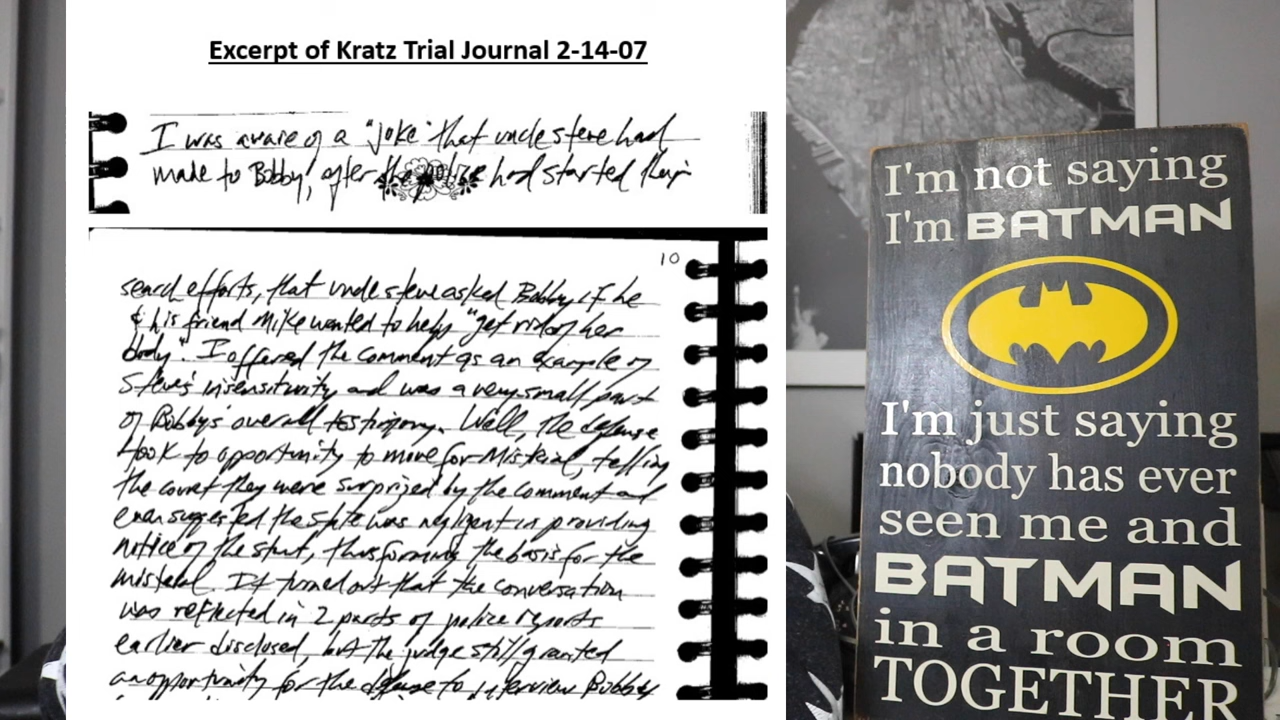 Excerpt of Kratz Trial Journal 2-14-07
I was aware of a "joke" that uncle steve had
made to Bobby, after the police had started their
10
search efforts, that uncle steve asked Bobby if he
& his friend Mike wanted to help "get rid of her
body". I offered the comment as an example of
Steve's insensitivity and was a very small part
of Bobby's overall testimony. Well, the defense
took to opportunity to move for Mistrial, telling
the court they were surprized by the comment and
even suggested the State was negligent in providing
notice of the stmt, thus forming the basis for the
mistrial. It turned out that the conversation
was reflected in 2 parts of police reports
earlier disclosed, but the judge still granted
an opportunity for the defense to interview Bobby
I'm not saying
I'm BATMAN
I'm just saying
nobody has ever
seen me and
BATMAN
in a room
TOGETHER